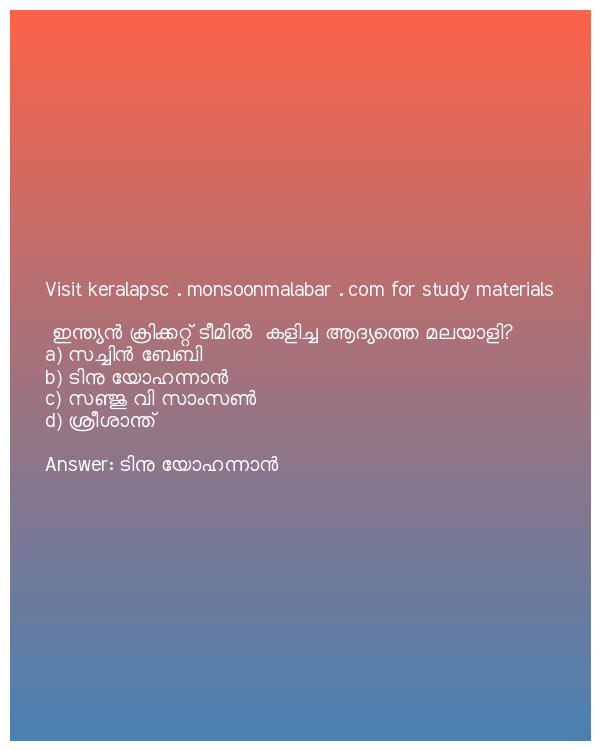 Visit keralapsc . monsoonmalabar . com for study materials
ഇന്ത്യൻ ക്രിക്കറ്റ് ടീമിൽ  കളിച്ച ആദ്യത്തെ മലയാളി?
a) സച്ചിൻ ബേബി
b) ടിനു യോഹന്നാൻ
c) സഞ്ജു വി സാംസൺ
d) ശ്രീശാന്ത്
Answer: ടിനു യോഹന്നാൻ